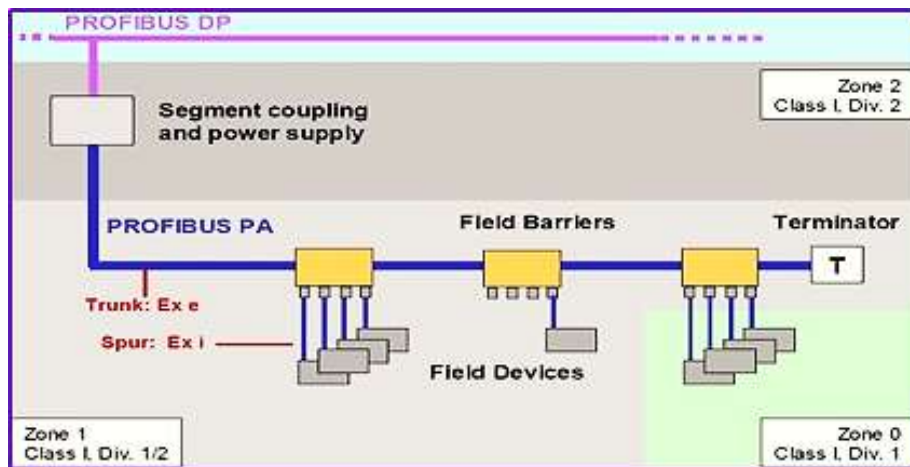 PROFIBUS DP
Zone 2
Class I, Div. 2
Segment coupling
and power supply
PROFIBUS PA
Field Barriers
Terminator
T
Trunk: Ex e
Spur: Ex i
Field Devices
Zone 1
Class I, Div. 1/2
Zone 0
Class I, Div. 1